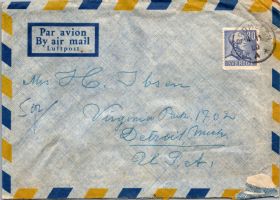 Par avion
By air mail
Luftpost
Mrs H. C. Ibsen
Virginia Park, 1702
Detroit Mich.
U.S.A.